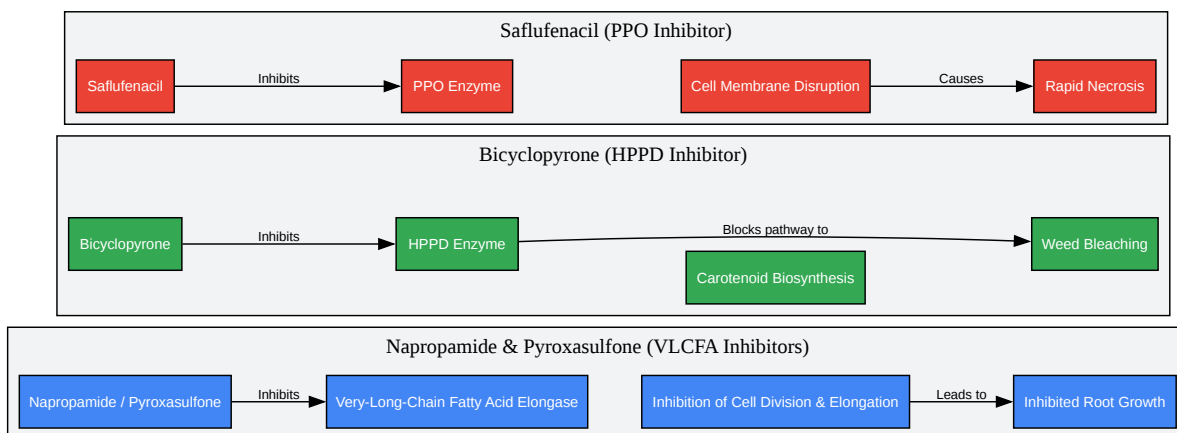 Saflufenacil (PPO Inhibitor)
Saflufenacil
Inhibits
PPO Enzyme
Cell Membrane Disruption
Causes
Rapid Necrosis
Bicyclopyrone (HPPD Inhibitor)
Bicyclopyrone
Inhibits
HPPD Enzyme
Blocks pathway to
Weed Bleaching
Carotenoid Biosynthesis
Napropamide & Pyroxasulfone (VLCFA Inhibitors)
Napropamide / Pyroxasulfone
Inhibits
Very-Long-Chain Fatty Acid Elongase
Inhibition of Cell Division & Elongation
Leads to
Inhibited Root Growth